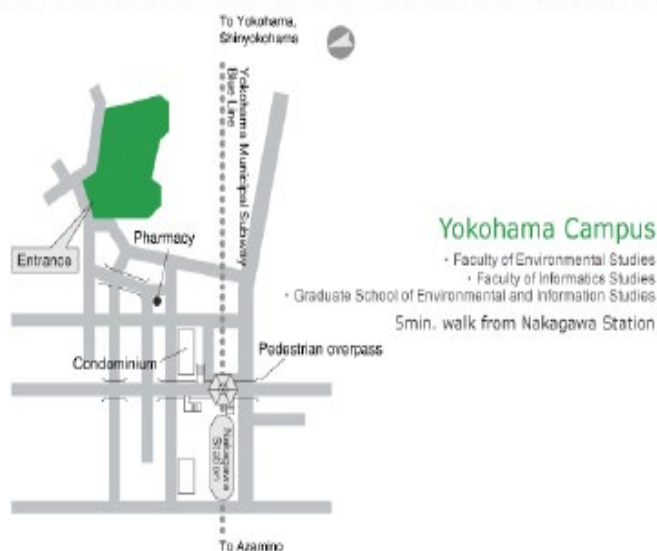 To Yokohama,
Shinyokohama
Yokohama Municipal Subway
Blue Line
Pharmacy
Entrance
Condominium
Pedestrian overpass
Nakagawa
Station
To Azamino
Yokohama Campus
・Faculty of Environmental Studies
・Faculty of Informatics Studies
・Graduate School of Environmental and Information Studies
5min. walk from Nakagawa Station